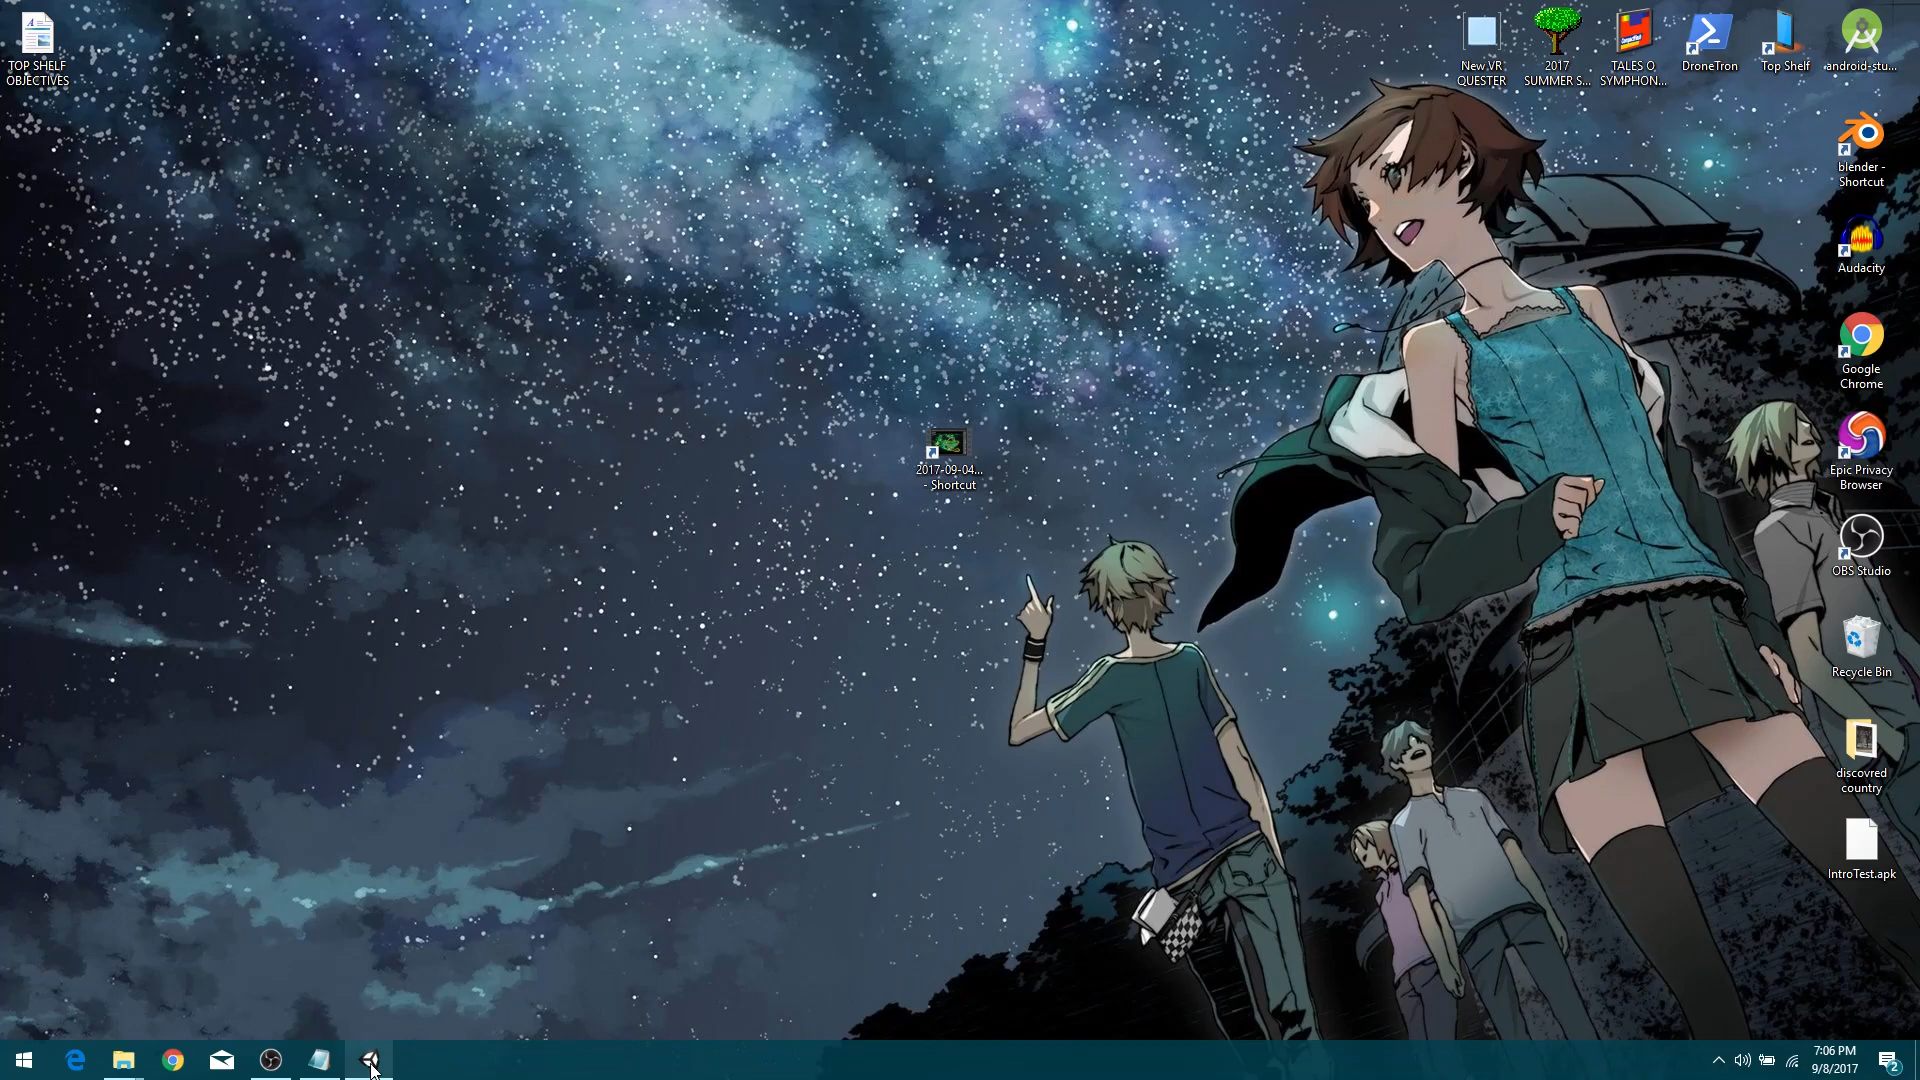 TOP SHELF
OBJECTIVES
New VR
QUESTER
2017
SUMMER S...
TALES O
SYMPHON...
DroneTron
Top Shelf
android-stu...
blender -
Shortcut
Audacity
Google
Chrome
2017-09-04...
- Shortcut
Epic Privacy
Browser
OBS Studio
Recycle Bin
discovred
country
IntroTest.apk
7:06 PM
9/8/2017
2